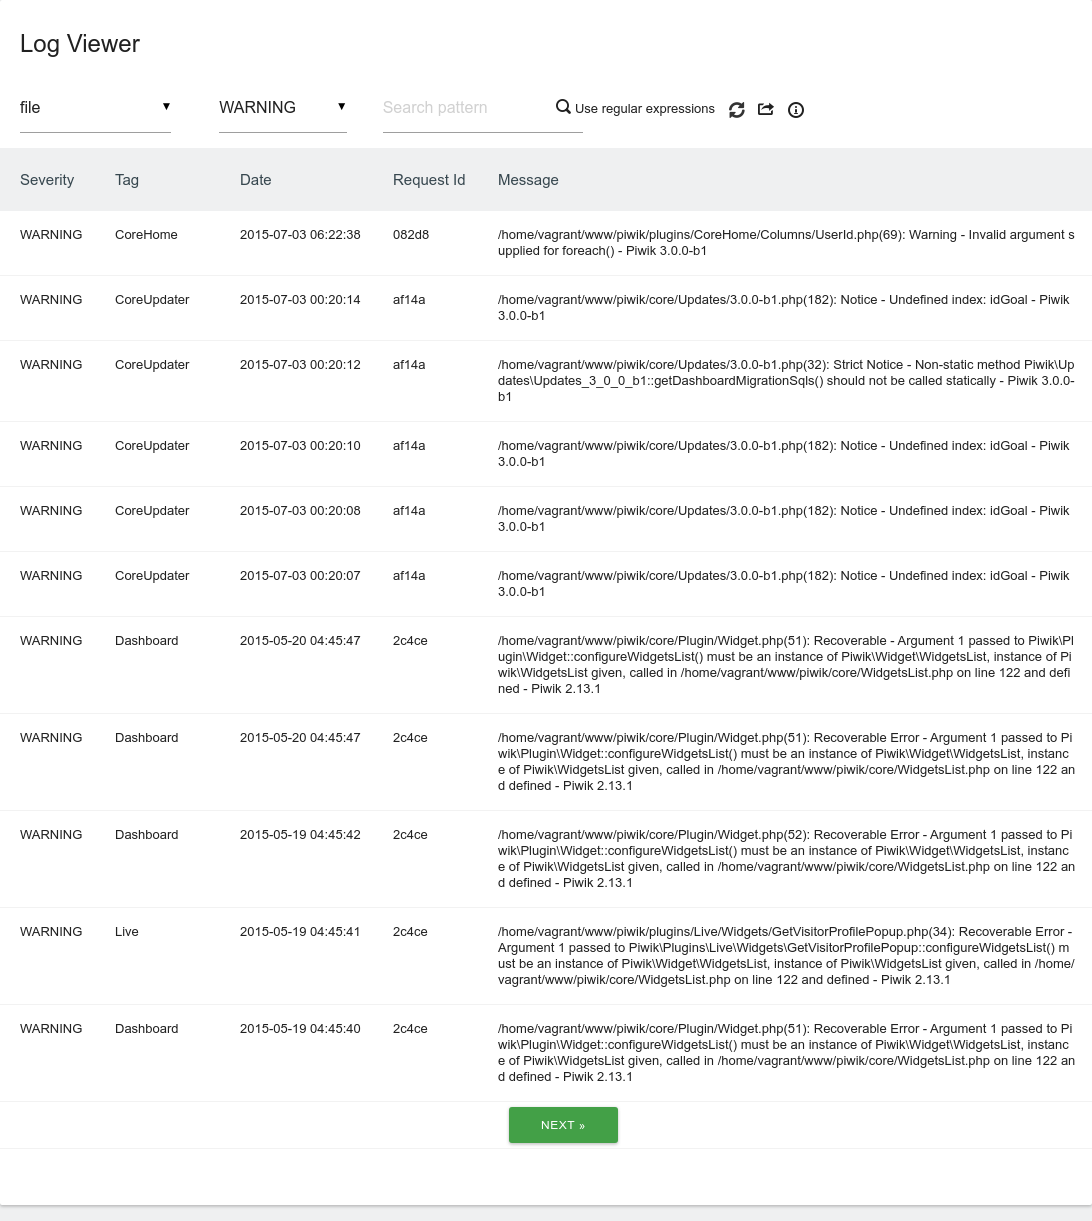 Log Viewer
file ▼ WARNING ▼ Search pattern Use regular expressions
Severity Tag Date Request Id Message
WARNING CoreHome 2015-07-03 06:22:38 082d8 /home/vagrant/www/piwik/plugins/CoreHome/Columns/UserId.php(69): Warning - Invalid argument s
upplied for foreach() - Piwik 3.0.0-b1
WARNING CoreUpdater 2015-07-03 00:20:14 af14a /home/vagrant/www/piwik/core/Updates/3.0.0-b1.php(182): Notice - Undefined index: idGoal - Piwik
3.0.0-b1
WARNING CoreUpdater 2015-07-03 00:20:12 af14a /home/vagrant/www/piwik/core/Updates/3.0.0-b1.php(32): Strict Notice - Non-static method Piwik\Up
dates\Updates_3_0_0_b1::getDashboardMigrationSqls() should not be called statically - Piwik 3.0.0-
b1
WARNING CoreUpdater 2015-07-03 00:20:10 af14a /home/vagrant/www/piwik/core/Updates/3.0.0-b1.php(182): Notice - Undefined index: idGoal - Piwik
3.0.0-b1
WARNING CoreUpdater 2015-07-03 00:20:08 af14a /home/vagrant/www/piwik/core/Updates/3.0.0-b1.php(182): Notice - Undefined index: idGoal - Piwik
3.0.0-b1
WARNING CoreUpdater 2015-07-03 00:20:07 af14a /home/vagrant/www/piwik/core/Updates/3.0.0-b1.php(182): Notice - Undefined index: idGoal - Piwik
3.0.0-b1
WARNING Dashboard 2015-05-20 04:45:47 2c4ce /home/vagrant/www/piwik/core/Plugin/Widget.php(51): Recoverable - Argument 1 passed to Piwik\Pl
ugin\Widget::configureWidgetsList() must be an instance of Piwik\Widget\WidgetsList, instance of Pi
wik\WidgetsList given, called in /home/vagrant/www/piwik/core/WidgetsList.php on line 122 and defi
ned - Piwik 2.13.1
WARNING Dashboard 2015-05-20 04:45:47 2c4ce /home/vagrant/www/piwik/core/Plugin/Widget.php(51): Recoverable Error - Argument 1 passed to Pi
wik\Plugin\Widget::configureWidgetsList() must be an instance of Piwik\Widget\WidgetsList, instanc
e of Piwik\WidgetsList given, called in /home/vagrant/www/piwik/core/WidgetsList.php on line 122 an
d defined - Piwik 2.13.1
WARNING Dashboard 2015-05-19 04:45:42 2c4ce /home/vagrant/www/piwik/core/Plugin/Widget.php(52): Recoverable Error - Argument 1 passed to Pi
wik\Plugin\Widget::configureWidgetsList() must be an instance of Piwik\Widget\WidgetsList, instanc
e of Piwik\WidgetsList given, called in /home/vagrant/www/piwik/core/WidgetsList.php on line 122 an
d defined - Piwik 2.13.1
WARNING Live 2015-05-19 04:45:41 2c4ce /home/vagrant/www/piwik/plugins/Live/Widgets/GetVisitorProfilePopup.php(34): Recoverable Error -
Argument 1 passed to Piwik\Plugins\Live\Widgets\GetVisitorProfilePopup::configureWidgetsList() m
ust be an instance of Piwik\Widget\WidgetsList, instance of Piwik\WidgetsList given, called in /home/
vagrant/www/piwik/core/WidgetsList.php on line 122 and defined - Piwik 2.13.1
WARNING Dashboard 2015-05-19 04:45:40 2c4ce /home/vagrant/www/piwik/core/Plugin/Widget.php(51): Recoverable Error - Argument 1 passed to Pi
wik\Plugin\Widget::configureWidgetsList() must be an instance of Piwik\Widget\WidgetsList, instanc
e of Piwik\WidgetsList given, called in /home/vagrant/www/piwik/core/WidgetsList.php on line 122 an
d defined - Piwik 2.13.1
NEXT »